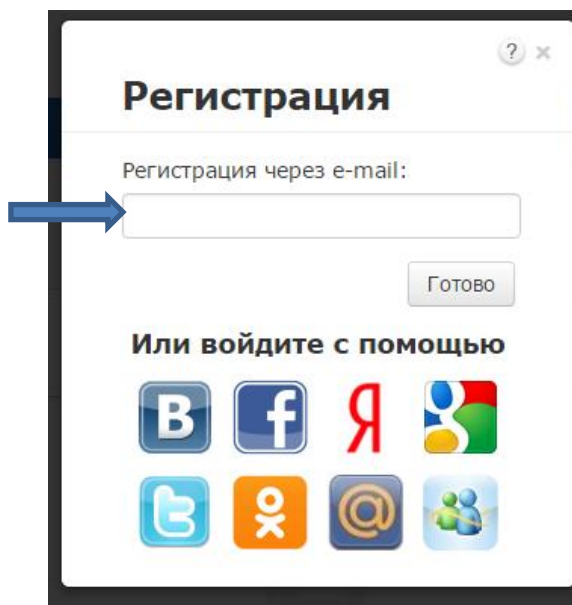 ? ×
Регистрация
Регистрация через e-mail:
Готово
Или войдите с помощью
В f Я g
t @